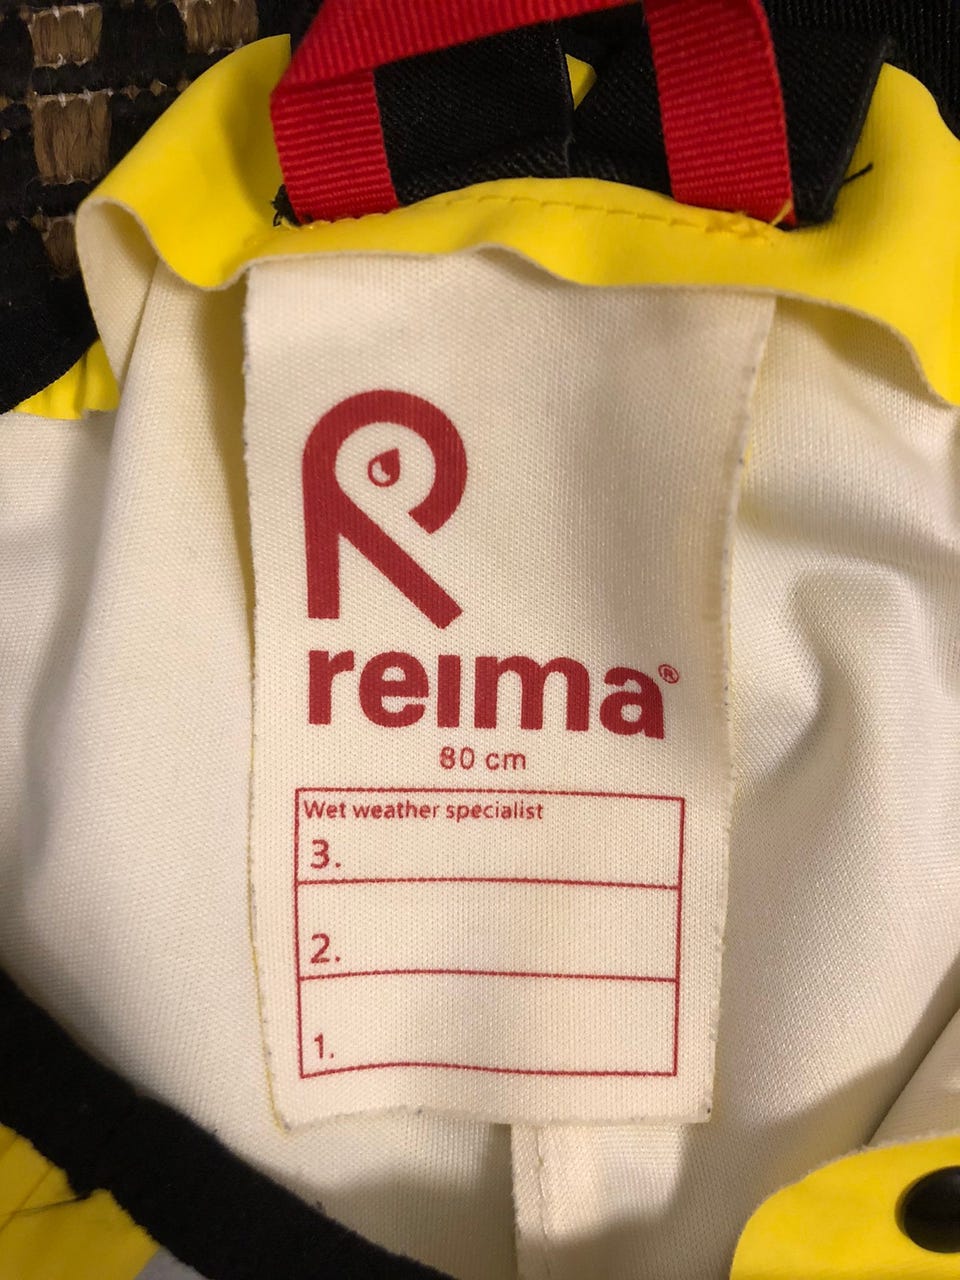 R
reima®
80 cm
Wet weather specialist
3.
2.
1.